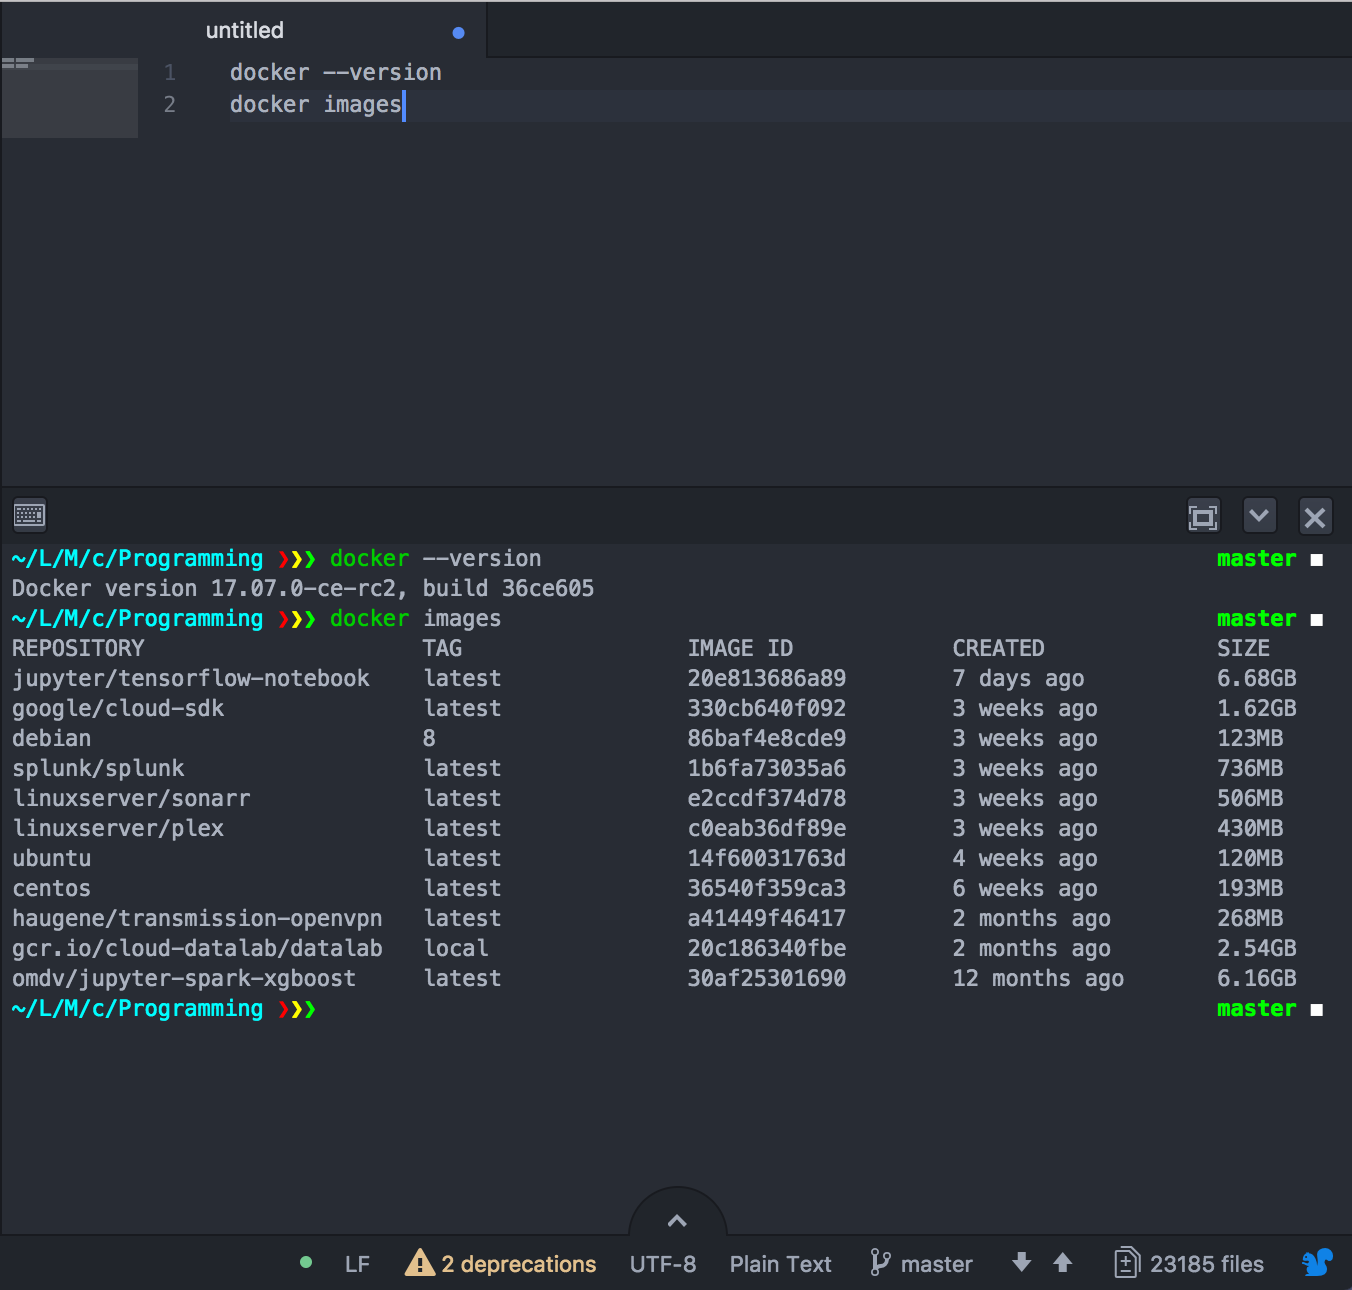 untitled
1 docker --version
2 docker images
~/L/M/c/Programming ❯❯❯ docker --version master
Docker version 17.07.0-ce-rc2, build 36ce605
~/L/M/c/Programming ❯❯❯ docker images master
REPOSITORY TAG IMAGE ID CREATED SIZE
jupyter/tensorflow-notebook latest 20e813686a89 7 days ago 6.68GB
google/cloud-sdk latest 330cb640f092 3 weeks ago 1.62GB
debian 8 86baf4e8cde9 3 weeks ago 123MB
splunk/splunk latest 1b6fa73035a6 3 weeks ago 736MB
linuxserver/sonarr latest e2ccdf374d78 3 weeks ago 506MB
linuxserver/plex latest c0eab36df89e 3 weeks ago 430MB
ubuntu latest 14f60031763d 4 weeks ago 120MB
centos latest 36540f359ca3 6 weeks ago 193MB
haugene/transmission-openvpn latest a41449f46417 2 months ago 268MB
gcr.io/cloud-datalab/datalab local 20c186340fbe 2 months ago 2.54GB
omdv/jupyter-spark-xgboost latest 30af25301690 12 months ago 6.16GB
~/L/M/c/Programming ❯❯❯ master
LF 2 deprecations UTF-8 Plain Text master 23185 files